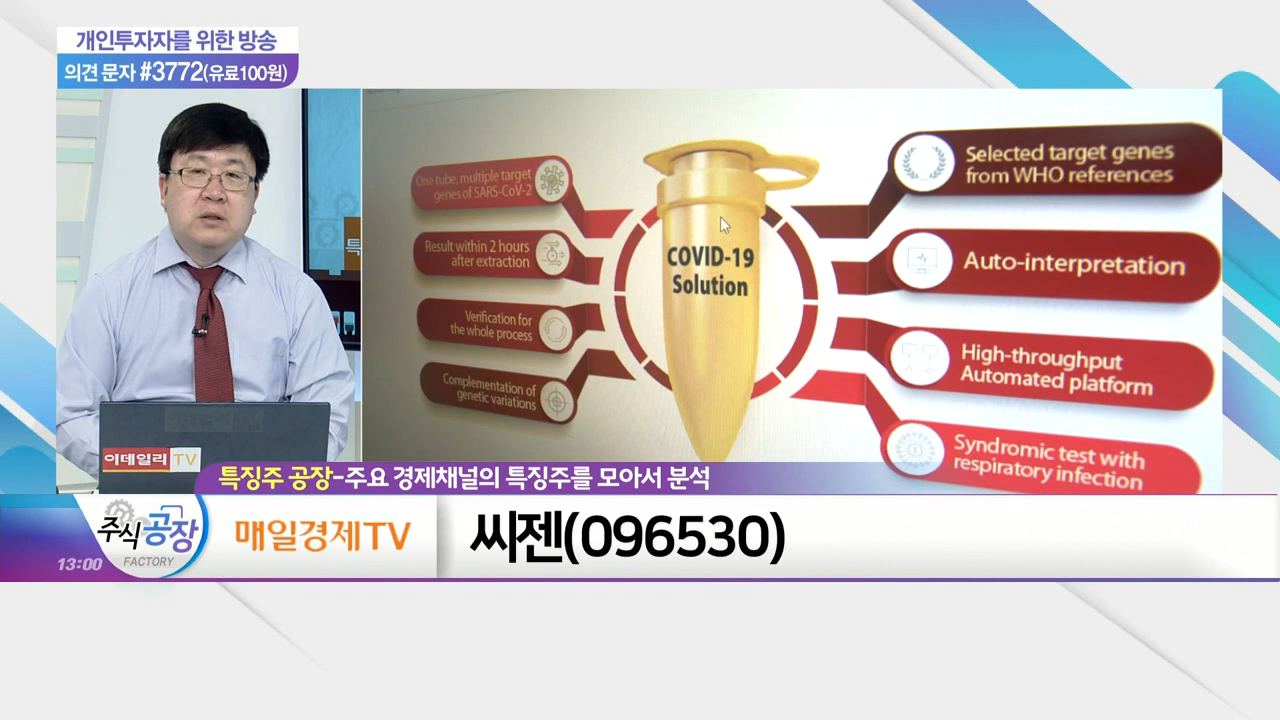 개인투자자를 위한 방송
의견 문자 #3772(유료100원)
One tube, multiple target
genes of SARS-CoV-2
Result within 2 hours
after extraction
Verification for
the whole process
Complementation of
genetic variations
COVID-19
Solution
Selected target genes
from WHO references
Auto-interpretation
High-throughput
Automated platform
Syndromic test with
respiratory infection
특
이데일리 TV
특징주 공장-주요 경제채널의 특징주를 모아서 분석
주식공장
FACTORY
13:00
매일경제TV
씨젠(096530)